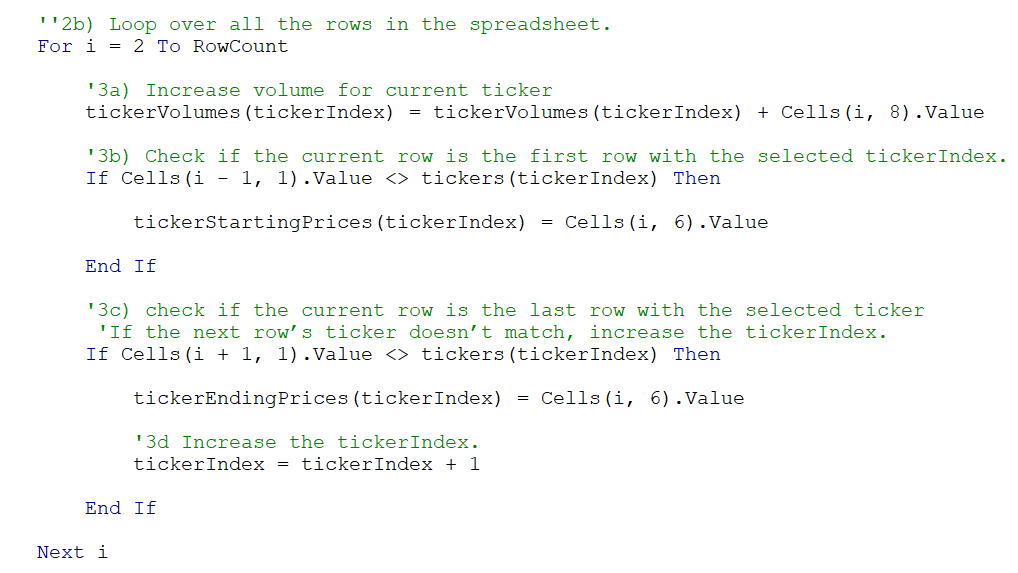 ''2b) Loop over all the rows in the spreadsheet.
For i = 2 To RowCount
'3a) Increase volume for current ticker
tickerVolumes(tickerIndex) = tickerVolumes(tickerIndex) + Cells(i, 8).Value
'3b) Check if the current row is the first row with the selected tickerIndex.
If Cells(i - 1, 1).Value <> tickers(tickerIndex) Then
tickerStartingPrices(tickerIndex) = Cells(i, 6).Value
End If
'3c) check if the current row is the last row with the selected ticker
'If the next row’s ticker doesn’t match, increase the tickerIndex.
If Cells(i + 1, 1).Value <> tickers(tickerIndex) Then
tickerEndingPrices(tickerIndex) = Cells(i, 6).Value
'3d Increase the tickerIndex.
tickerIndex = tickerIndex + 1
End If
Next i